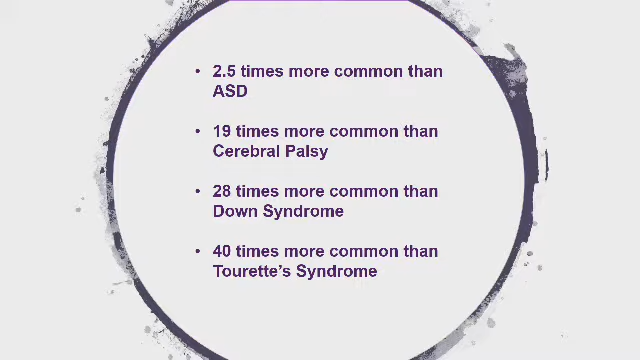 • 2.5 times more common than
ASD
• 19 times more common than
Cerebral Palsy
• 28 times more common than
Down Syndrome
• 40 times more common than
Tourette’s Syndrome